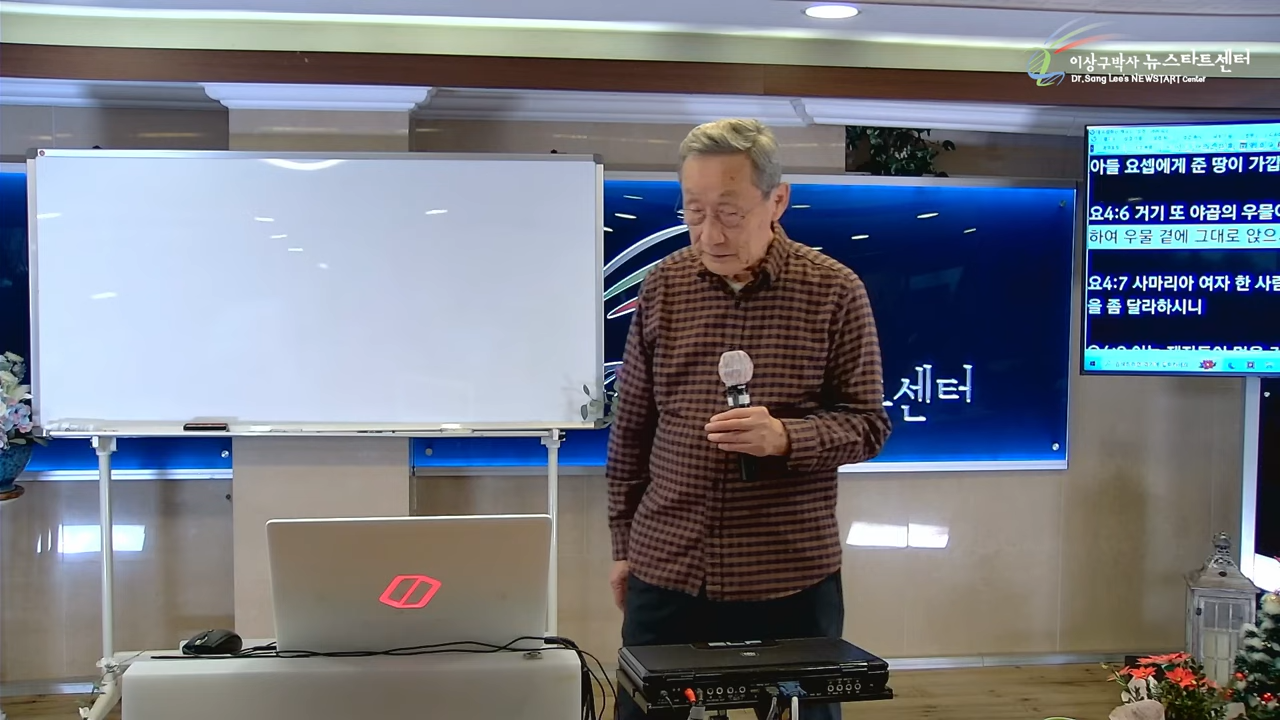 이상구박사 뉴스타트센터
Dr.Sang Lee's NEWSTART Center
아들 요셉에게 준 땅이 가깝
요4:6 거기 또 야곱의 우물이
하여 우물 곁에 그대로 앉으
요4:7 사마리아 여자 한 사람
을 좀 달라하시니
센터